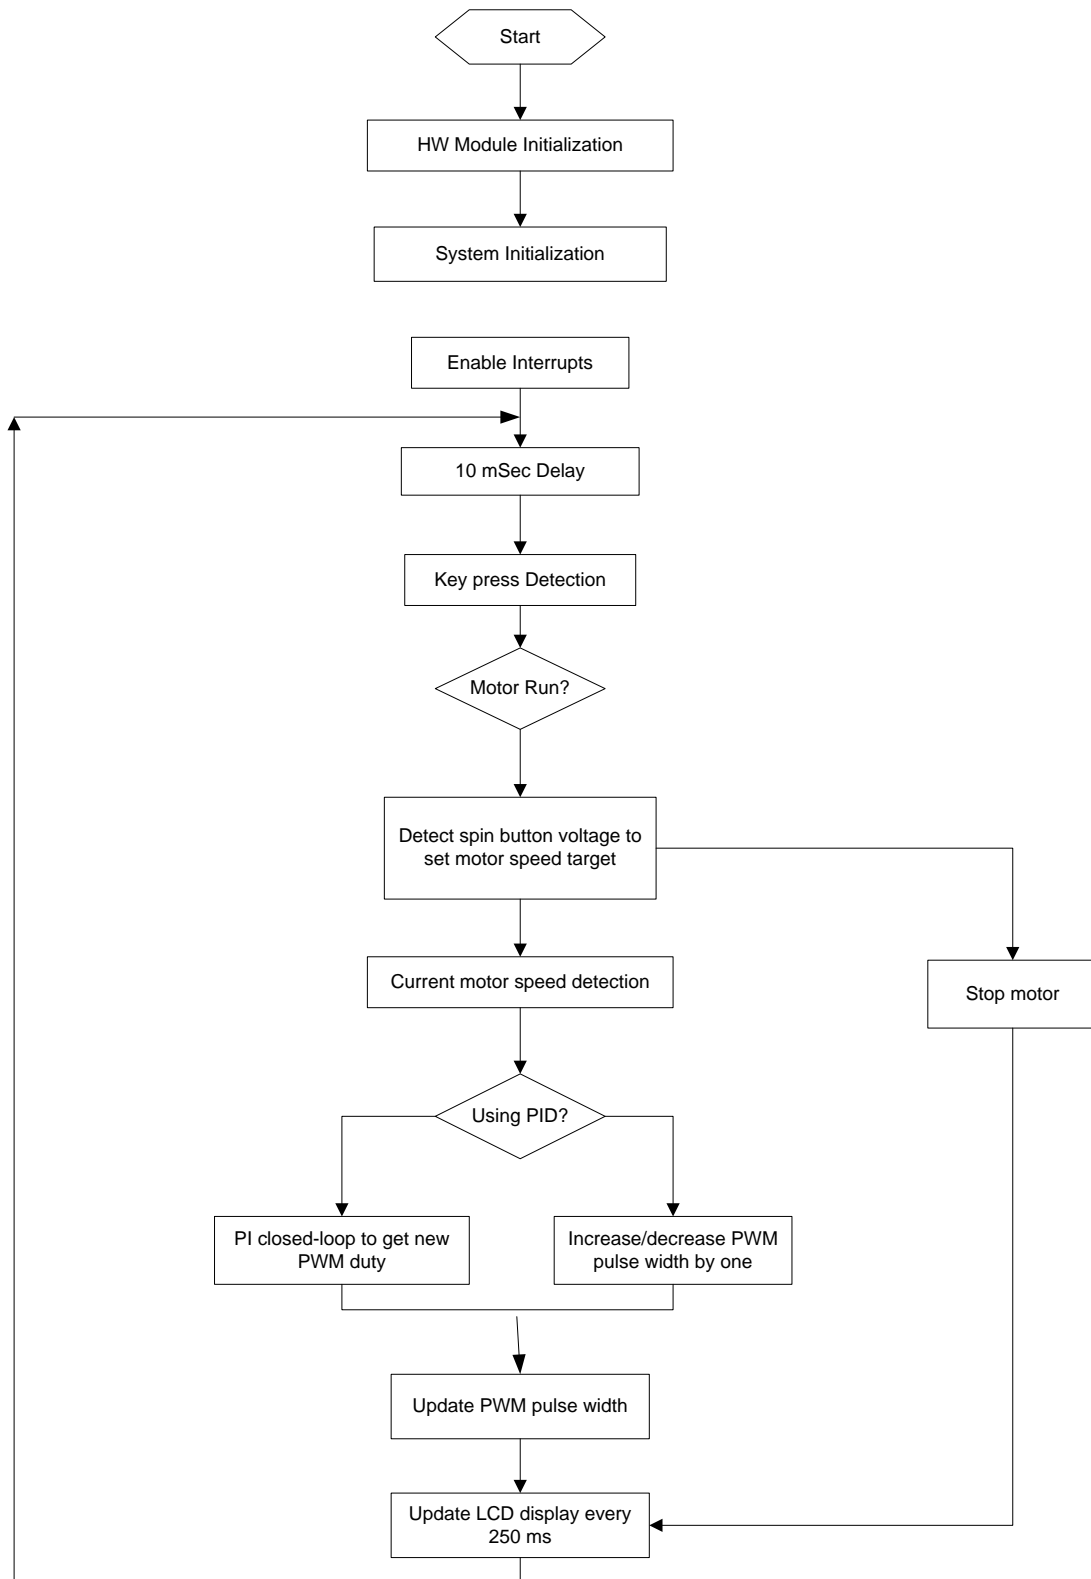 Start
HW Module Initialization
System Initialization
Enable Interrupts
10 mSec Delay
Key press Detection
Motor Run?
Detect spin button voltage to
set motor speed target
Current motor speed detection
Stop motor
Using PID?
PI closed-loop to get new
PWM duty
Increase/decrease PWM
pulse width by one
Update PWM pulse width
Update LCD display every
250 ms